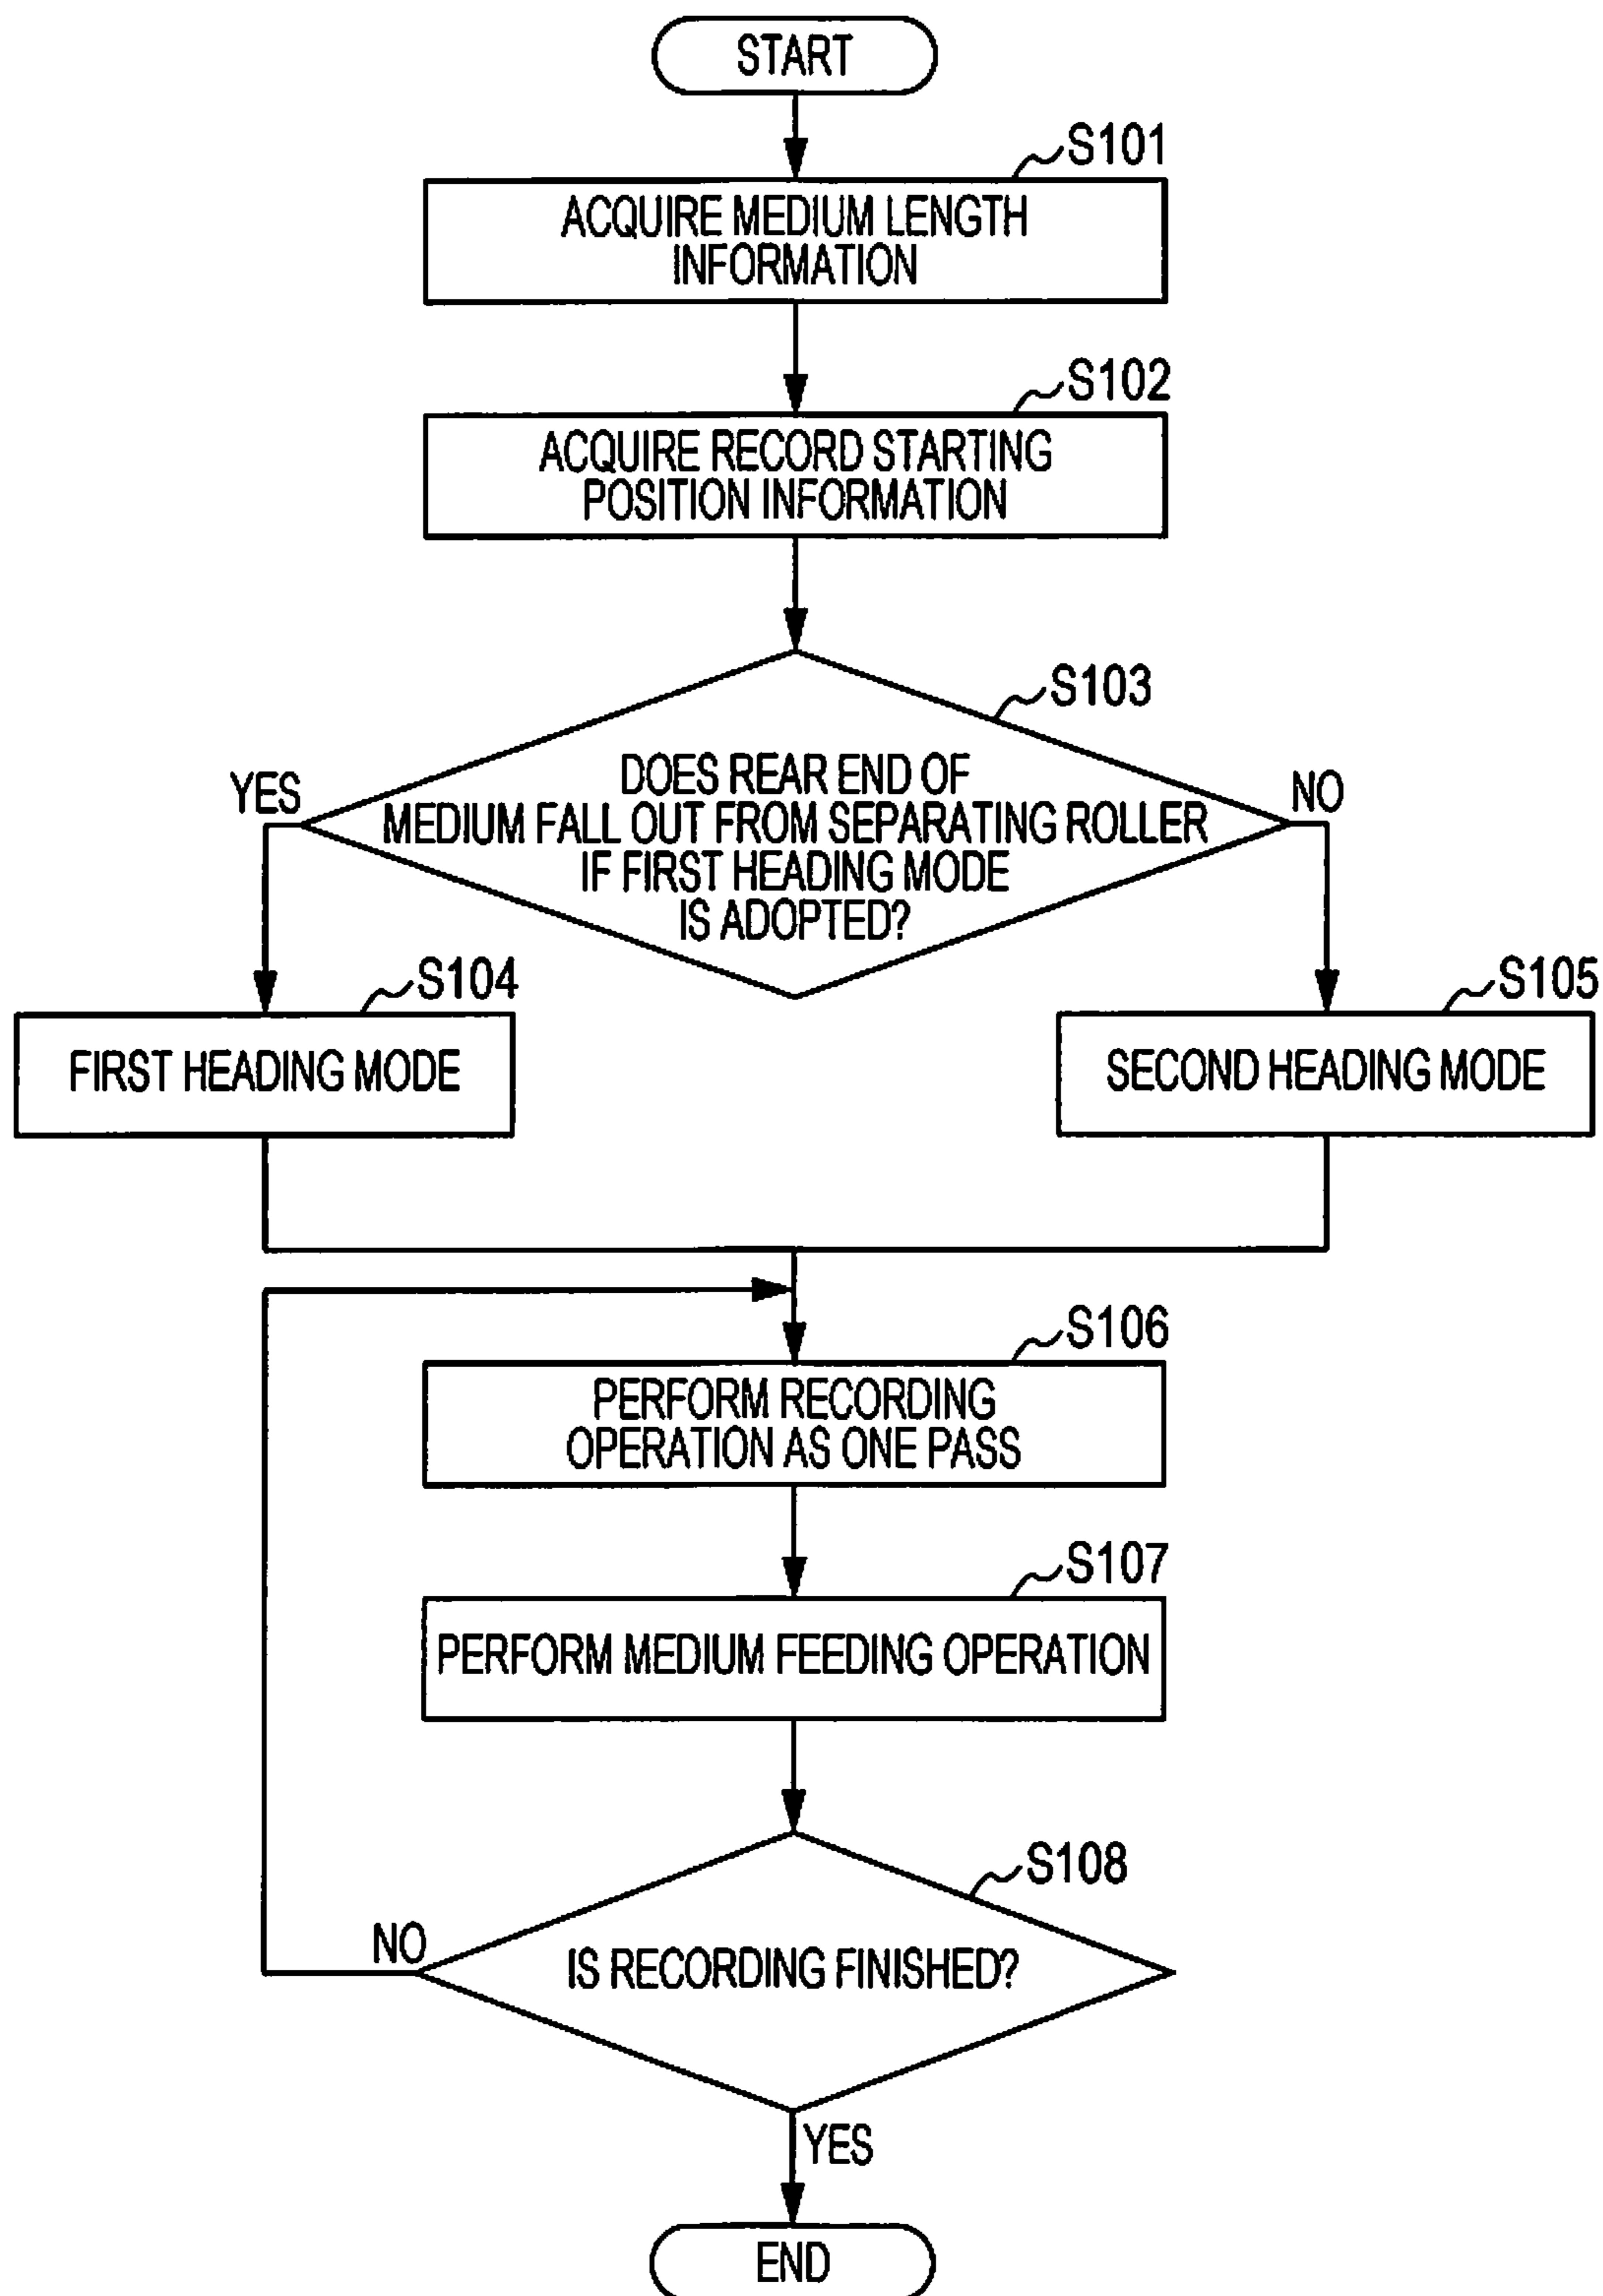 START
S101
ACQUIRE MEDIUM LENGTH
INFORMATION
S102
ACQUIRE RECORD STARTING
POSITION INFORMATION
S103
DOES REAR END OF
MEDIUM FALL OUT FROM SEPARATING ROLLER
IF FIRST HEADING MODE
IS ADOPTED?
YES
NO
S104
FIRST HEADING MODE
S105
SECOND HEADING MODE
S106
PERFORM RECORDING
OPERATION AS ONE PASS
S107
PERFORM MEDIUM FEEDING OPERATION
S108
IS RECORDING FINISHED?
NO
YES
END